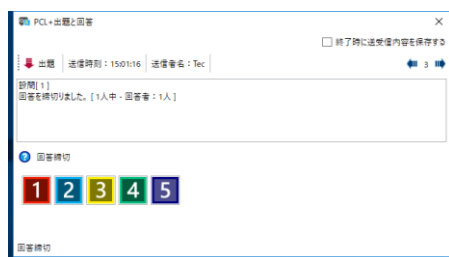 PCL+出題と回答
終了時に送受信内容を保存する
出題 送信時刻:15:01:16 送信者名:Tec 3
設問[1]
回答を締切りました。[1人中 - 回答者:1人]
回答締切
1 2 3 4 5
回答締切